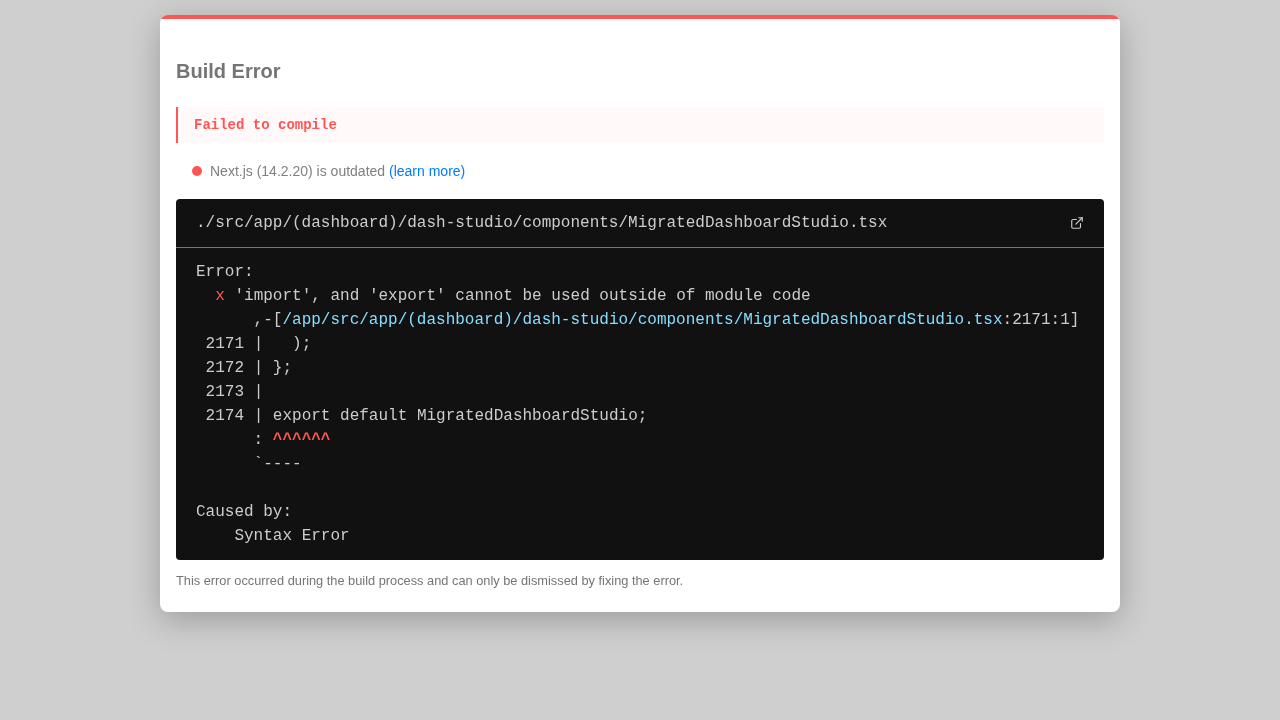 Build Error
Failed to compile
Next.js (14.2.20) is outdated (learn more)
./src/app/(dashboard)/dash-studio/components/MigratedDashboardStudio.tsx
Error:
  x 'import', and 'export' cannot be used outside of module code
      ,-[/app/src/app/(dashboard)/dash-studio/components/MigratedDashboardStudio.tsx:2171:1]
 2171 |   );
 2172 | };
 2173 |
 2174 | export default MigratedDashboardStudio;
      : ^^^^^^
      `----
Caused by:
    Syntax Error
This error occurred during the build process and can only be dismissed by fixing the error.